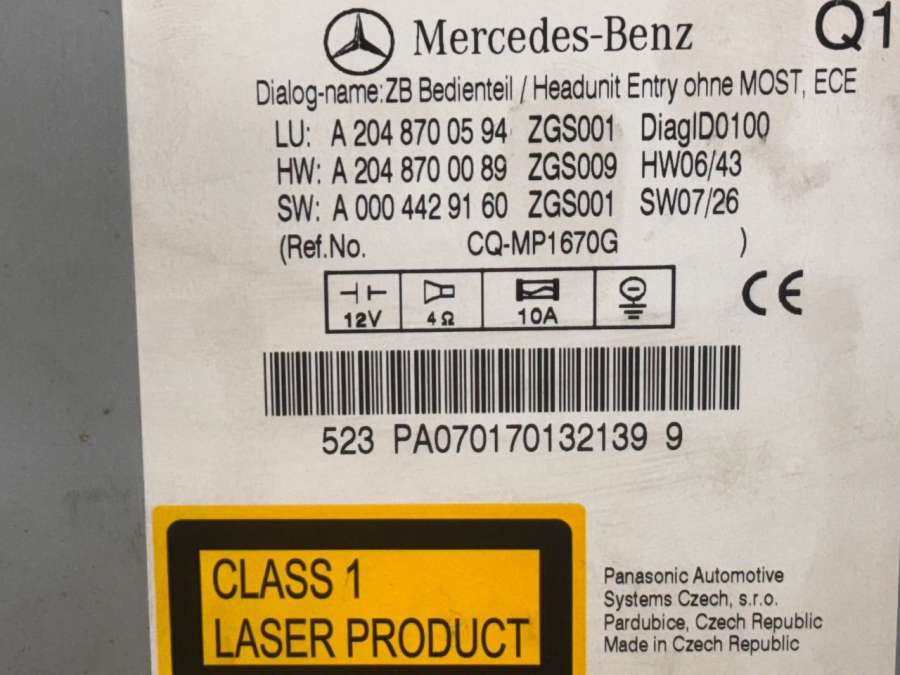 Mercedes-Benz
Q1
Dialog-name:ZB Bedienteil / Headunit Entry ohne MOST, ECE
LU: A 204 870 05 94 ZGS001 DiagID0100
HW: A 204 870 00 89 ZGS009 HW06/43
SW: A 000 442 91 60 ZGS001 SW07/26
(Ref.No. CQ-MP1670G )
12V 4Ω 10A
CE
523 PA070170132139 9
CLASS 1
LASER PRODUCT
Panasonic Automotive
Systems Czech, s.r.o.
Pardubice, Czech Republic
Made in Czech Republic